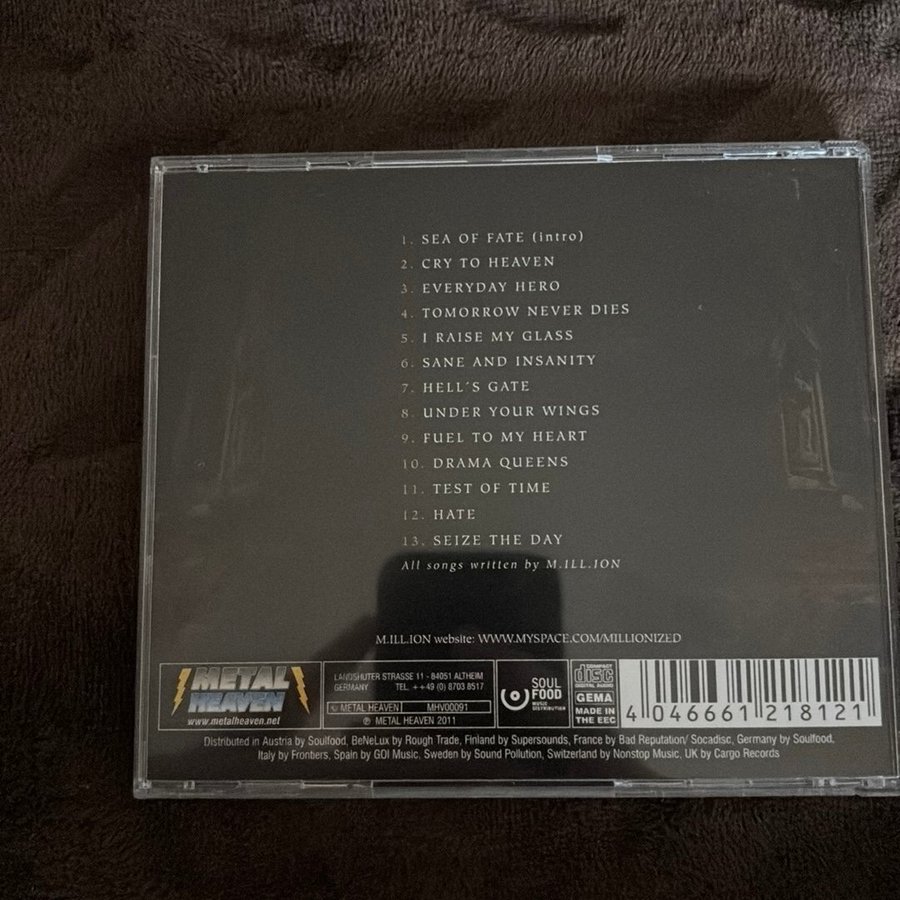 1. SEA OF FATE (intro)
2. CRY TO HEAVEN
3. EVERYDAY HERO
4. TOMORROW NEVER DIES
5. I RAISE MY GLASS
6. SANE AND INSANITY
7. HELL´S GATE
8. UNDER YOUR WINGS
9. FUEL TO MY HEART
10. DRAMA QUEENS
11. TEST OF TIME
12. HATE
13. SEIZE THE DAY
All songs written by M.ILL.ION
M.ILL.ION website: WWW.MYSPACE.COM/MILLIONIZED
METAL
HEAVEN
www.metalheaven.net
LANDSHUTER STRASSE 11 - 84051 ALTHEIM
GERMANY TEL. ++49 (0) 8703 8517
© METAL HEAVEN MHV00091
℗ METAL HEAVEN 2011
SOUL
FOOD
MUSIC
DISTRIBUTION
COMPACT
disc
DIGITAL AUDIO
GEMA
MADE IN
THE EEC
4 046661 218121
Distributed in Austria by Soulfood, BeNeLux by Rough Trade, Finland by Supersounds, France by Bad Reputation/ Socadisc, Germany by Soulfood,
Italy by Frontiers, Spain by GDI Music, Sweden by Sound Pollution, Switzerland by Nonstop Music, UK by Cargo Records